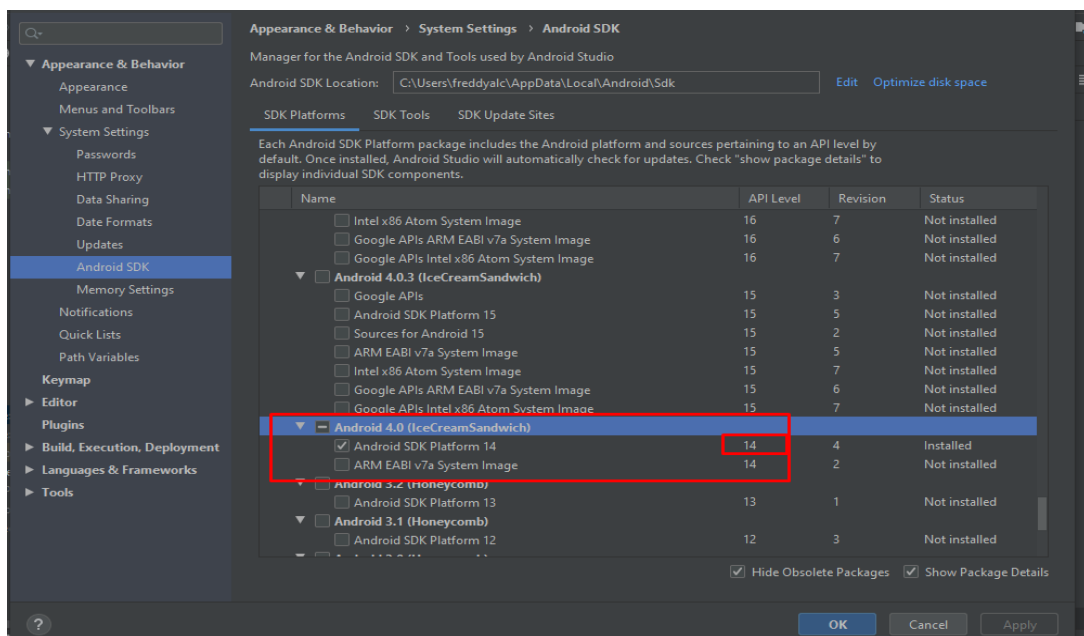 Appearance & Behavior › System Settings › Android SDK
Manager for the Android SDK and Tools used by Android Studio
Android SDK Location: C:\Users\freddyalc\AppData\Local\Android\Sdk Edit Optimize disk space
Appearance & Behavior
Appearance
Menus and Toolbars
System Settings
Passwords
HTTP Proxy
Data Sharing
Date Formats
Updates
Android SDK
Memory Settings
Notifications
Quick Lists
Path Variables
Keymap
Editor
Plugins
Build, Execution, Deployment
Languages & Frameworks
Tools
SDK Platforms SDK Tools SDK Update Sites
Each Android SDK Platform package includes the Android platform and sources pertaining to an API level by
default. Once installed, Android Studio will automatically check for updates. Check "show package details" to
display individual SDK components.
Name API Level Revision Status
Intel x86 Atom System Image 16 7 Not installed
Google APIs ARM EABI v7a System Image 16 6 Not installed
Google APIs Intel x86 Atom System Image 16 7 Not installed
Android 4.0.3 (IceCreamSandwich)
Google APIs 15 3 Not installed
Android SDK Platform 15 15 5 Not installed
Sources for Android 15 15 2 Not installed
ARM EABI v7a System Image 15 5 Not installed
Intel x86 Atom System Image 15 7 Not installed
Google APIs ARM EABI v7a System Image 15 6 Not installed
Google APIs Intel x86 Atom System Image 15 7 Not installed
Android 4.0 (IceCreamSandwich)
Android SDK Platform 14 14 4 Installed
ARM EABI v7a System Image 14 2 Not installed
Android 3.2 (Honeycomb)
Android SDK Platform 13 13 1 Not installed
Android 3.1 (Honeycomb)
Android SDK Platform 12 12 3 Not installed
Hide Obsolete Packages Show Package Details
? OK Cancel Apply